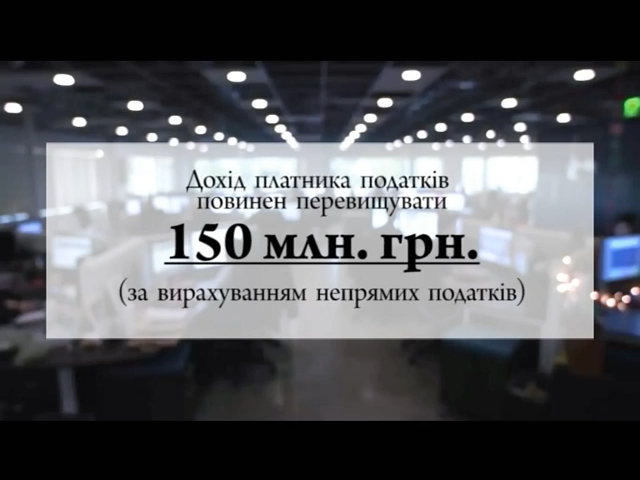 Дохід платника податків
повинен перевищувати
150 млн. грн.
(за вирахуванням непрямих податків)